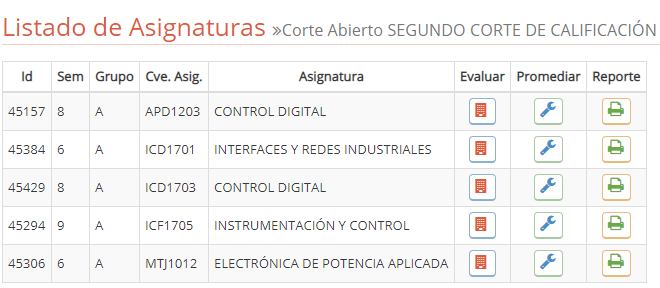 Listado de Asignaturas »Corte Abierto SEGUNDO CORTE DE CALIFICACIÓN
Id Sem Grupo Cve. Asig. Asignatura Evaluar Promediar Reporte
45157 8 A APD1203 CONTROL DIGITAL
45384 6 A ICD1701 INTERFACES Y REDES INDUSTRIALES
45429 8 A ICD1703 CONTROL DIGITAL
45294 9 A ICF1705 INSTRUMENTACIÓN Y CONTROL
45306 6 A MTJ1012 ELECTRÓNICA DE POTENCIA APLICADA